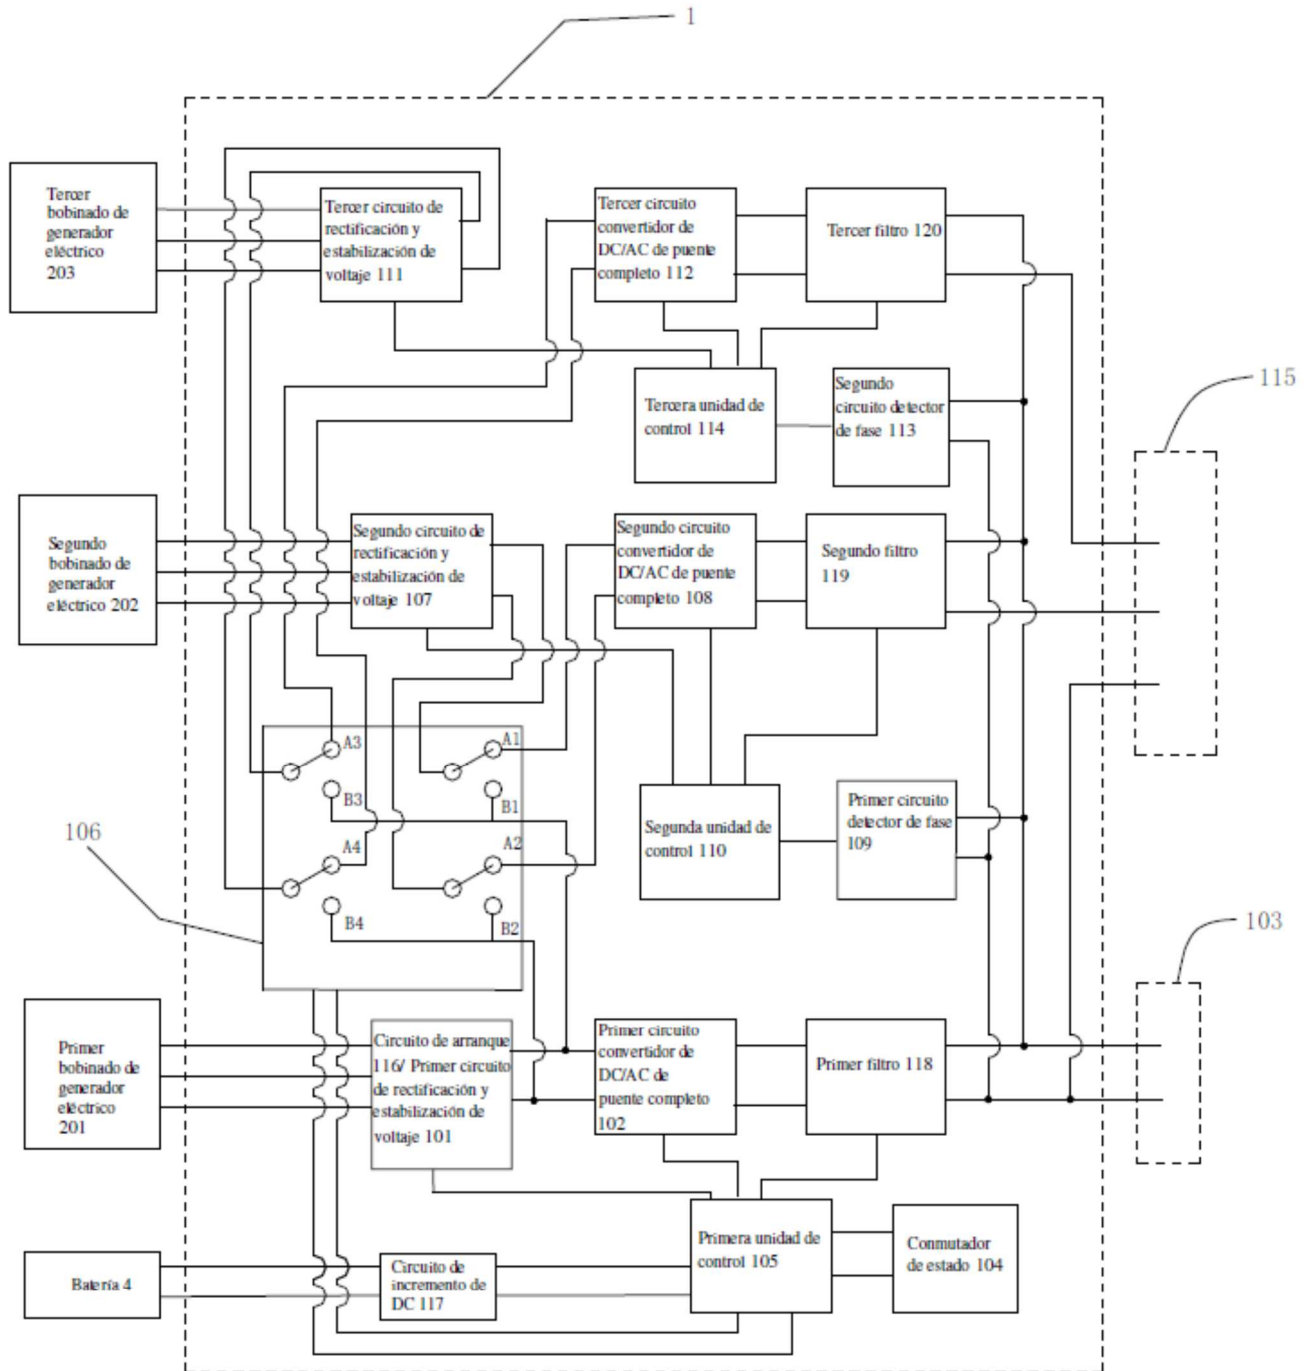 1
Tercer
bobinado de
generador
eléctrico
203
Tercer circuito de
rectificación y
estabilización de
voltaje 111
Tercer circuito
convertidor de
DC/AC de puente
completo 112
Tercer filtro 120
Tercera unidad de
control 114
Segundo
circuito detector
de fase 113
115
Segundo
bobinado de
generador
eléctrico 202
Segundo circuito de
rectificación y
estabilización de
voltaje 107
Segundo circuito
convertidor de
DC/AC de puente
completo 108
Segundo filtro
119
A3
A1
B3
B1
A4
A2
B4
B2
106
Segunda unidad de
control 110
Primer circuito
detector de fase
109
103
Primer
bobinado de
generador
eléctrico
201
Circuito de arranque
116/ Primer circuito
de rectificación y
estabilización de
voltaje 101
Primer circuito
convertidor de
DC/AC de
puente completo
102
Primer filtro 118
Primera unidad de
control 105
Conmutador
de estado 104
Batería 4
Circuito de
incremento de
DC 117